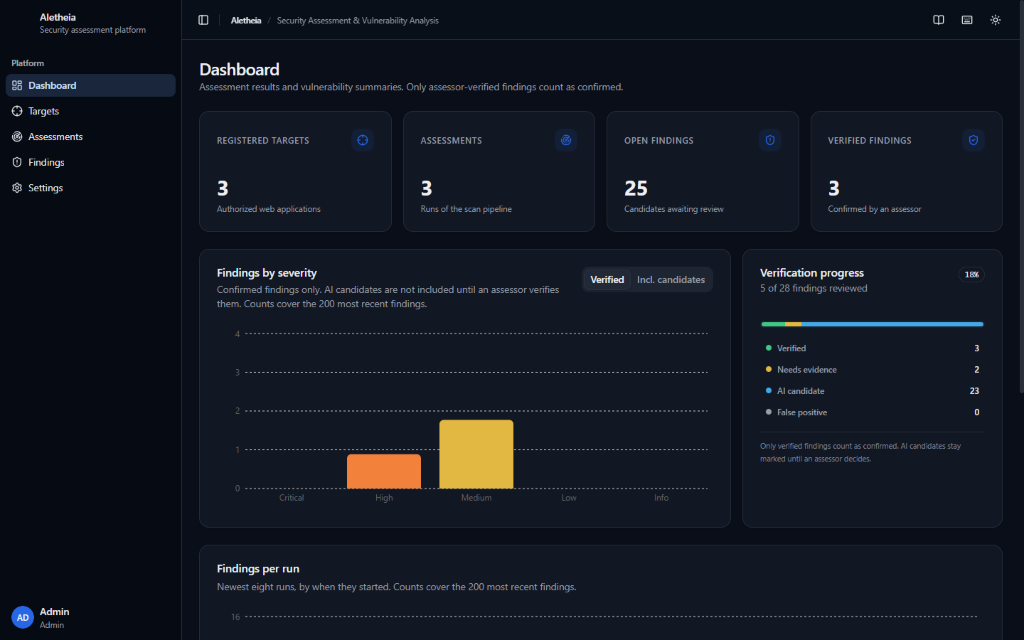 Aletheia
Security assessment platform
Platform
Dashboard
Targets
Assessments
Findings
Settings
AD
Admin
Admin
Aletheia / Security Assessment & Vulnerability Analysis
Dashboard
Assessment results and vulnerability summaries. Only assessor-verified findings count as confirmed.
REGISTERED TARGETS
3
Authorized web applications
ASSESSMENTS
3
Runs of the scan pipeline
OPEN FINDINGS
25
Candidates awaiting review
VERIFIED FINDINGS
3
Confirmed by an assessor
Findings by severity
Confirmed findings only. AI candidates are not included until an assessor verifies
them. Counts cover the 200 most recent findings.
Verified Incl. candidates
4
3
2
1
0
Critical High Medium Low Info
Verification progress
18%
5 of 28 findings reviewed
Verified 3
Needs evidence 2
AI candidate 23
False positive 0
Only verified findings count as confirmed. AI candidates stay
marked until an assessor decides.
Findings per run
Newest eight runs, by when they started. Counts cover the 200 most recent findings.
16